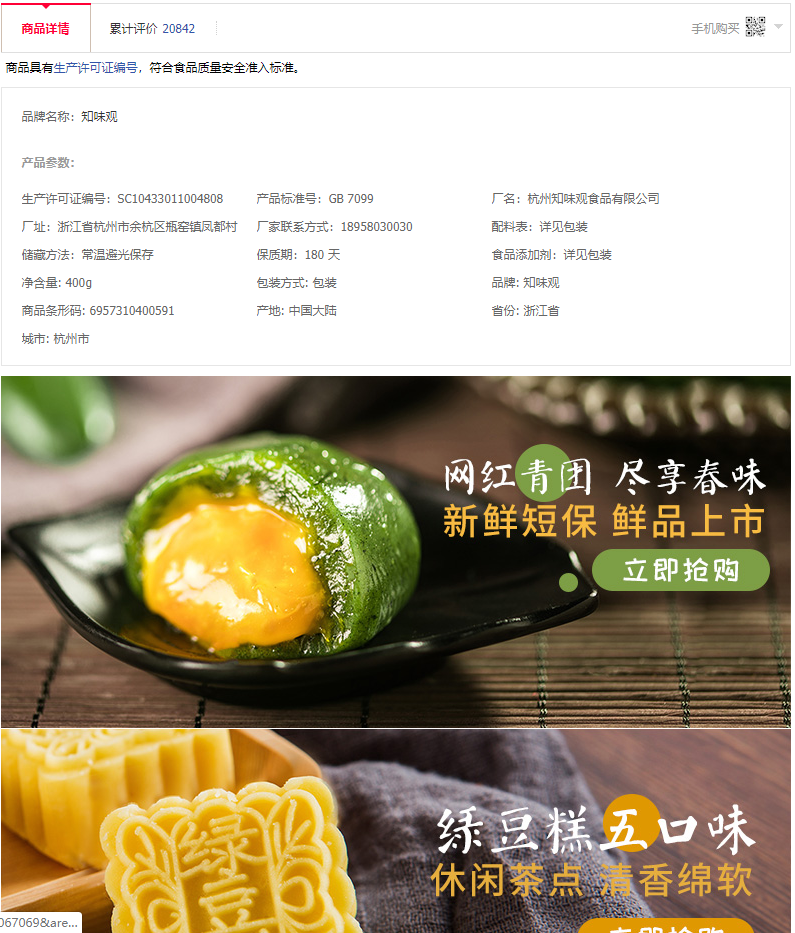 商品详情 累计评价 20842 手机购买
商品具有生产许可证编号，符合食品质量安全准入标准。
品牌名称：知味观
产品参数：
生产许可证编号：SC10433011004808 产品标准号：GB 7099 厂名：杭州知味观食品有限公司
厂址：浙江省杭州市余杭区瓶窑镇凤都村 厂家联系方式：18958030030 配料表：详见包装
储藏方法：常温避光保存 保质期：180 天 食品添加剂：详见包装
净含量: 400g 包装方式: 包装 品牌: 知味观
商品条形码: 6957310400591 产地: 中国大陆 省份: 浙江省
城市: 杭州市
网红青团 尽享春味
新鲜短保 鲜品上市
立即抢购
绿豆糕五口味
休闲茶点 清香绵软
绿豆
067069&are...
立即抢购